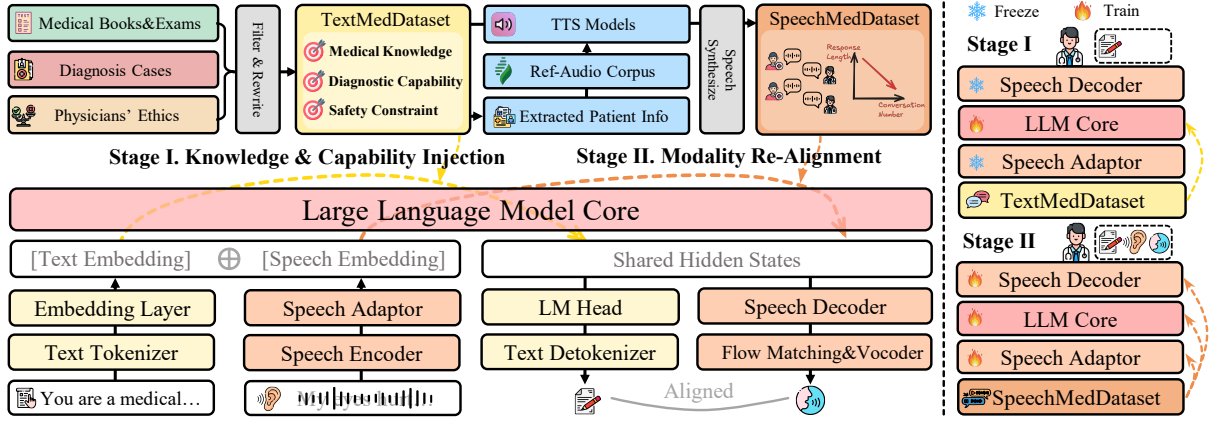 Medical Books&Exams
Diagnosis Cases
Physicians' Ethics
Filter & Rewrite
TextMedDataset
Medical Knowledge
Diagnostic Capability
Safety Constraint
TTS Models
Ref-Audio Corpus
Extracted Patient Info
Speech
Synthesize
SpeechMedDataset
Response
Length
Conversation
Number
Stage I. Knowledge & Capability Injection
Stage II. Modality Re-Alignment
Large Language Model Core
[Text Embedding] ⊕ [Speech Embedding]
Shared Hidden States
Embedding Layer
Speech Adaptor
LM Head
Speech Decoder
Text Tokenizer
Speech Encoder
Text Detokenizer
Flow Matching&Vocoder
You are a medical…
My eyes
Aligned
Freeze
Train
Stage I
Speech Decoder
LLM Core
Speech Adaptor
TextMedDataset
Stage II
Speech Decoder
LLM Core
Speech Adaptor
SpeechMedDataset